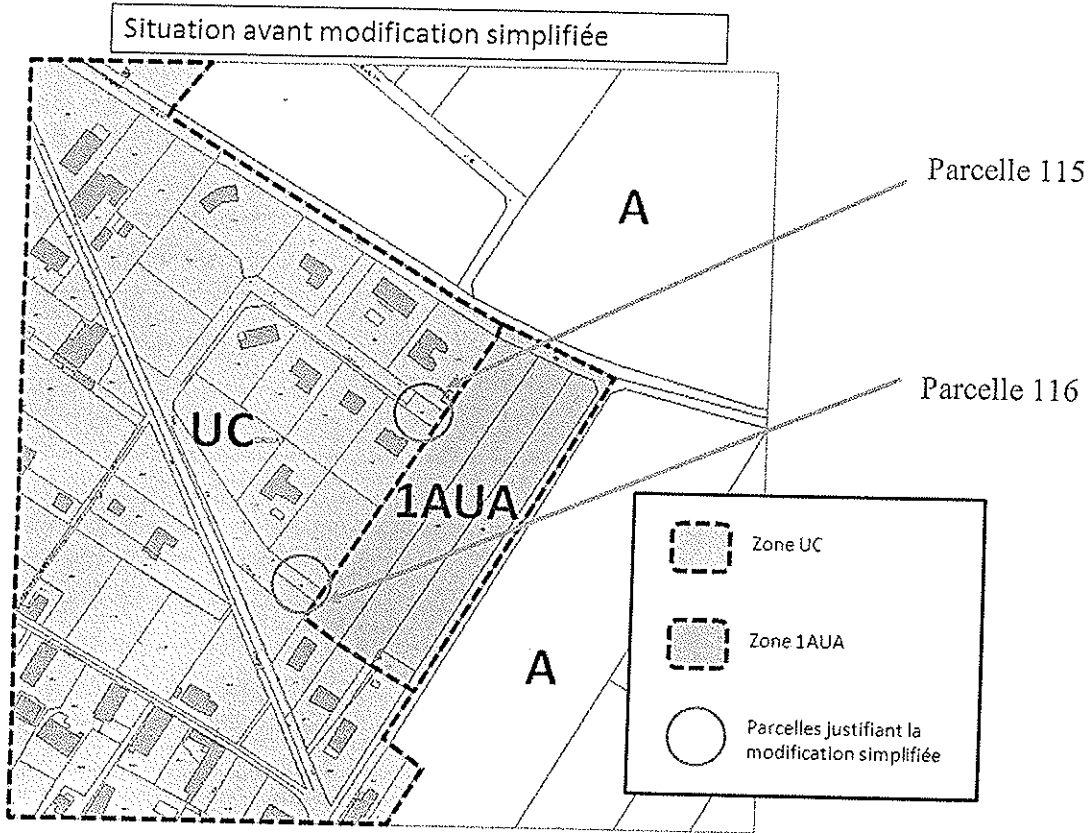 Situation avant modification simplifiée
Parcelle 115
A
Parcelle 116
UC
1AUA
A
Zone UC
Zone 1AUA
Parcelles justifiant la
modification simplifiée